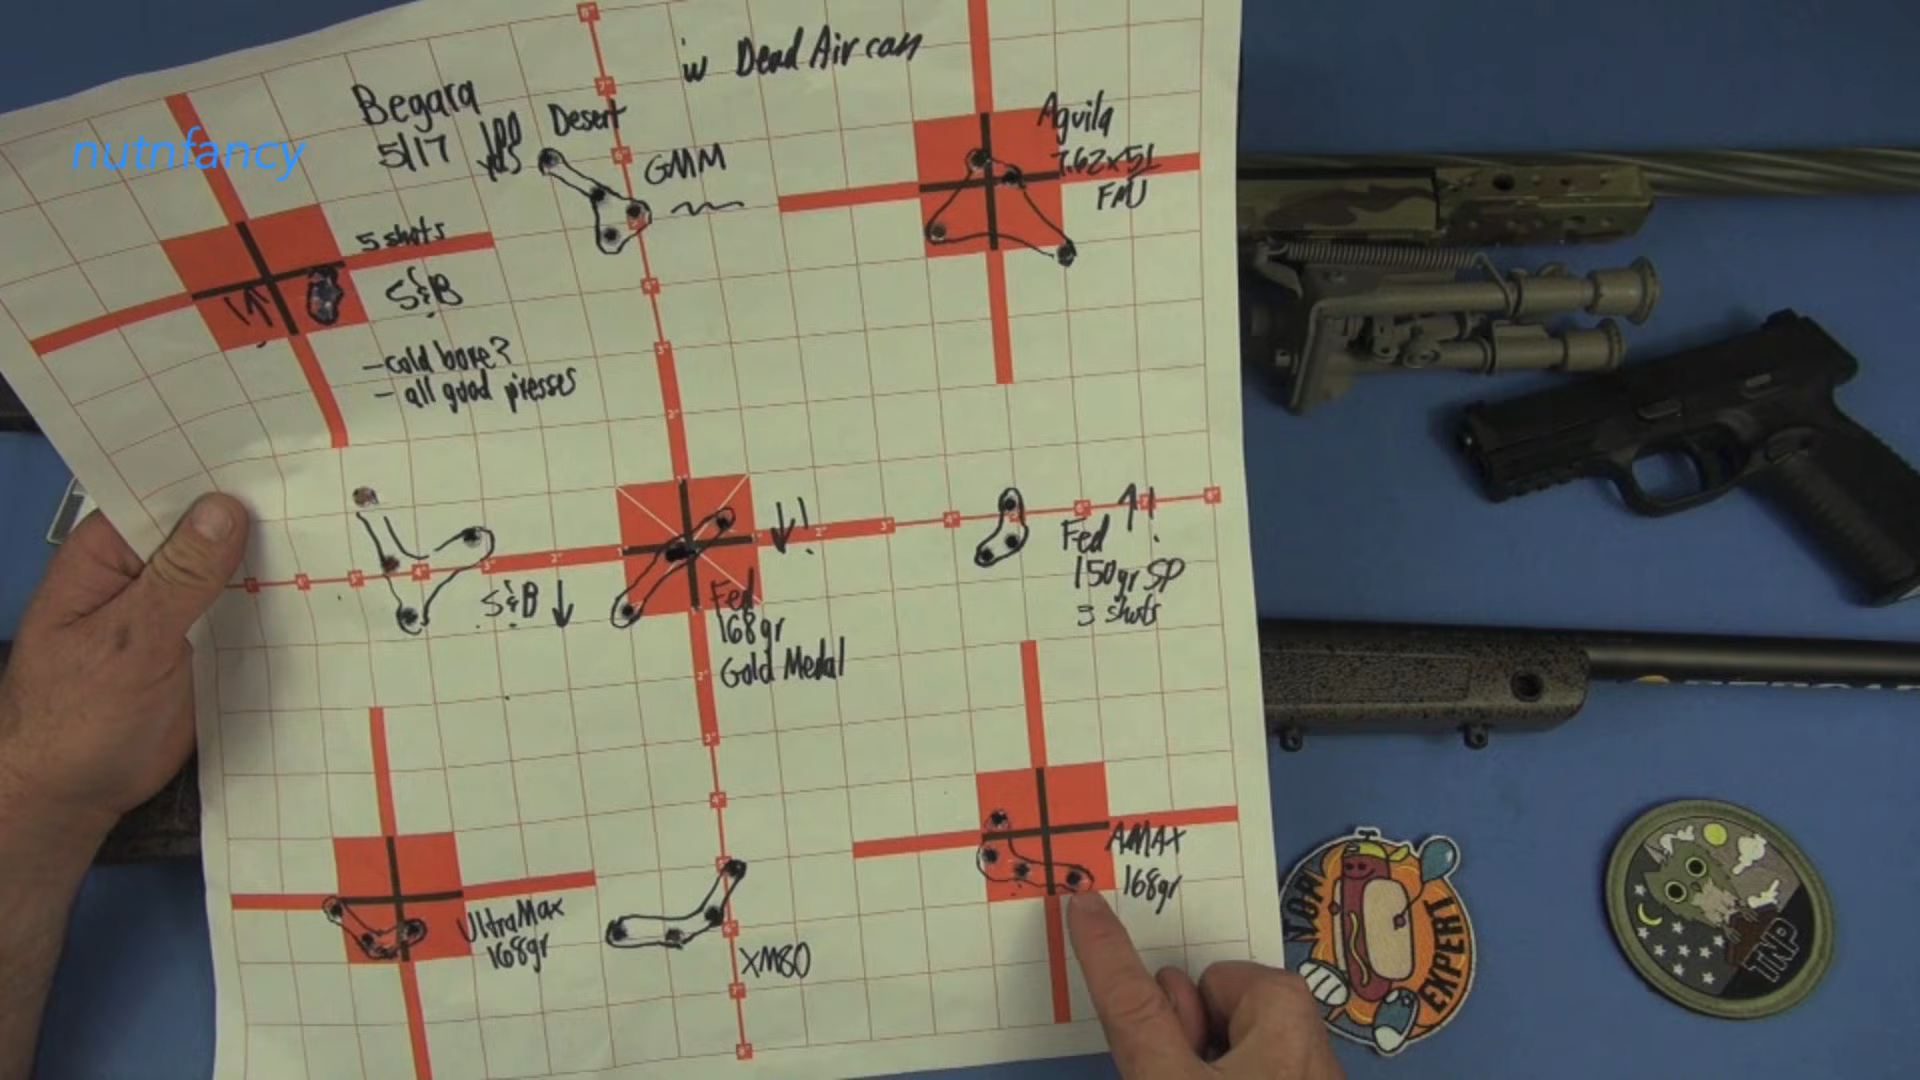 nutnfancy
Begara
5/17
Desert
w Dead Air can
GMM
Aguila
7.62x51
FMJ
5 shots
S&B
- cold bore?
- all good presses
S&B ↓
↓!
Fed
168gr
Gold Medal
Fed ↑!
150gr SP
3 shots
UltraMax
168gr
XM80
AMAX
168gr
EXPERT
TNP